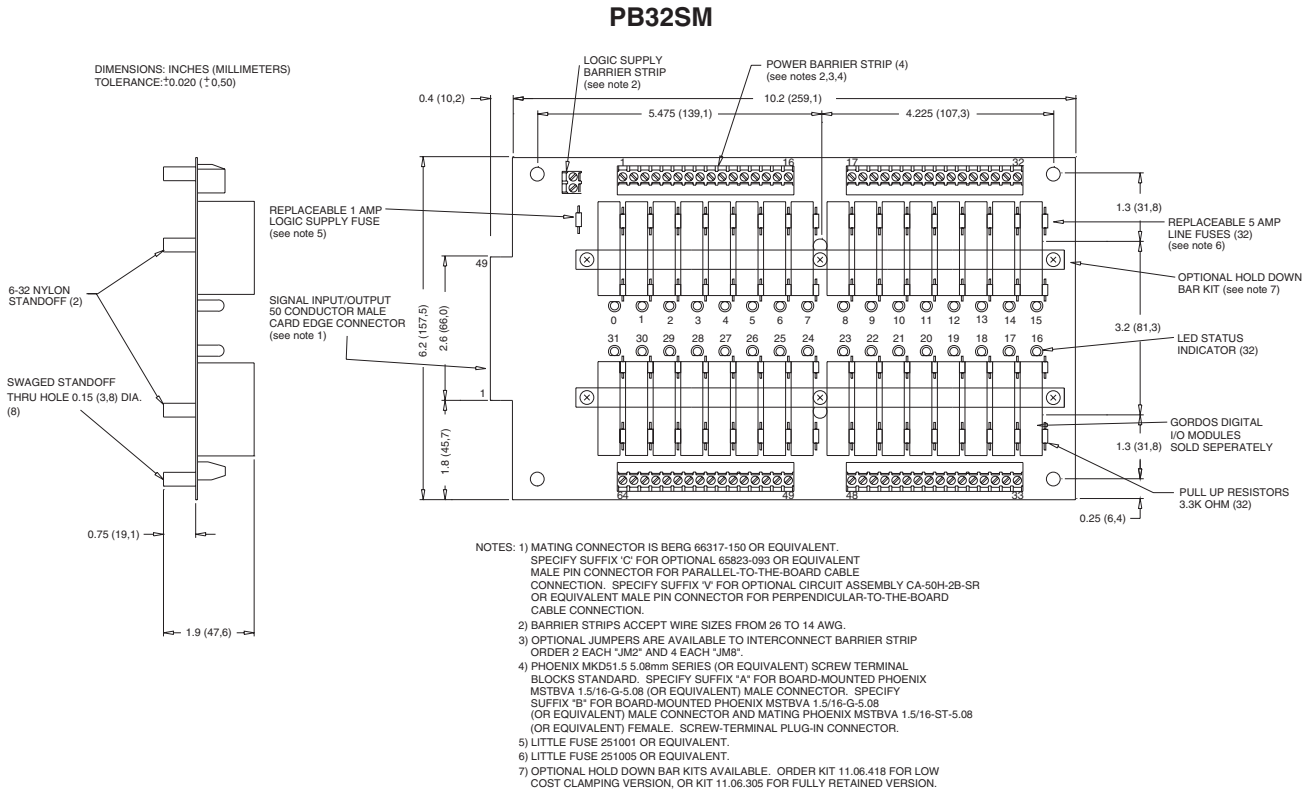 PB32SM
DIMENSIONS: INCHES (MILLIMETERS)
TOLERANCE:±0.020 (±0,50)
LOGIC SUPPLY
BARRIER STRIP
(see note 2)
POWER BARRIER STRIP (4)
(see notes 2,3,4)
0.4 (10,2)
10.2 (259,1)
5.475 (139,1)
4.225 (107,3)
1
16
17
32
REPLACEABLE 1 AMP
LOGIC SUPPLY FUSE
(see note 5)
1.3 (31,8)
REPLACEABLE 5 AMP
LINE FUSES (32)
(see note 6)
49
6-32 NYLON
STANDOFF (2)
SIGNAL INPUT/OUTPUT
50 CONDUCTOR MALE
CARD EDGE CONNECTOR
(see note 1)
6.2 (157,5)
2.6 (66,0)
OPTIONAL HOLD DOWN
BAR KIT (see note 7)
0 1 2 3 4 5 6 7 8 9 10 11 12 13 14 15
31 30 29 28 27 26 25 24 23 22 21 20 19 18 17 16
3.2 (81,3)
LED STATUS
INDICATOR (32)
SWAGED STANDOFF
THRU HOLE 0.15 (3,8) DIA.
(8)
1
1.8 (45,7)
GORDOS DIGITAL
I/O MODULES
SOLD SEPERATELY
1.3 (31,8)
64
49
48
33
PULL UP RESISTORS
3.3K OHM (32)
0.25 (6,4)
0.75 (19,1)
1.9 (47,6)
NOTES: 1) MATING CONNECTOR IS BERG 66317-150 OR EQUIVALENT.
SPECIFY SUFFIX 'C' FOR OPTIONAL 65823-093 OR EQUIVALENT
MALE PIN CONNECTOR FOR PARALLEL-TO-THE-BOARD CABLE
CONNECTION. SPECIFY SUFFIX 'V' FOR OPTIONAL CIRCUIT ASSEMBLY CA-50H-2B-SR
OR EQUIVALENT MALE PIN CONNECTOR FOR PERPENDICULAR-TO-THE-BOARD
CABLE CONNECTION.
2) BARRIER STRIPS ACCEPT WIRE SIZES FROM 26 TO 14 AWG.
3) OPTIONAL JUMPERS ARE AVAILABLE TO INTERCONNECT BARRIER STRIP
ORDER 2 EACH "JM2" AND 4 EACH "JM8".
4) PHOENIX MKD51.5 5.08mm SERIES (OR EQUIVALENT) SCREW TERMINAL
BLOCKS STANDARD. SPECIFY SUFFIX "A" FOR BOARD-MOUNTED PHOENIX
MSTBVA 1.5/16-G-5.08 (OR EQUIVALENT) MALE CONNECTOR. SPECIFY
SUFFIX "B" FOR BOARD-MOUNTED PHOENIX MSTBVA 1.5/16-G-5.08
(OR EQUIVALENT) MALE CONNECTOR AND MATING PHOENIX MSTBVA 1.5/16-ST-5.08
(OR EQUIVALENT) FEMALE. SCREW-TERMINAL PLUG-IN CONNECTOR.
5) LITTLE FUSE 251001 OR EQUIVALENT.
6) LITTLE FUSE 251005 OR EQUIVALENT.
7) OPTIONAL HOLD DOWN BAR KITS AVAILABLE. ORDER KIT 11.06.418 FOR LOW
COST CLAMPING VERSION, OR KIT 11.06.305 FOR FULLY RETAINED VERSION.